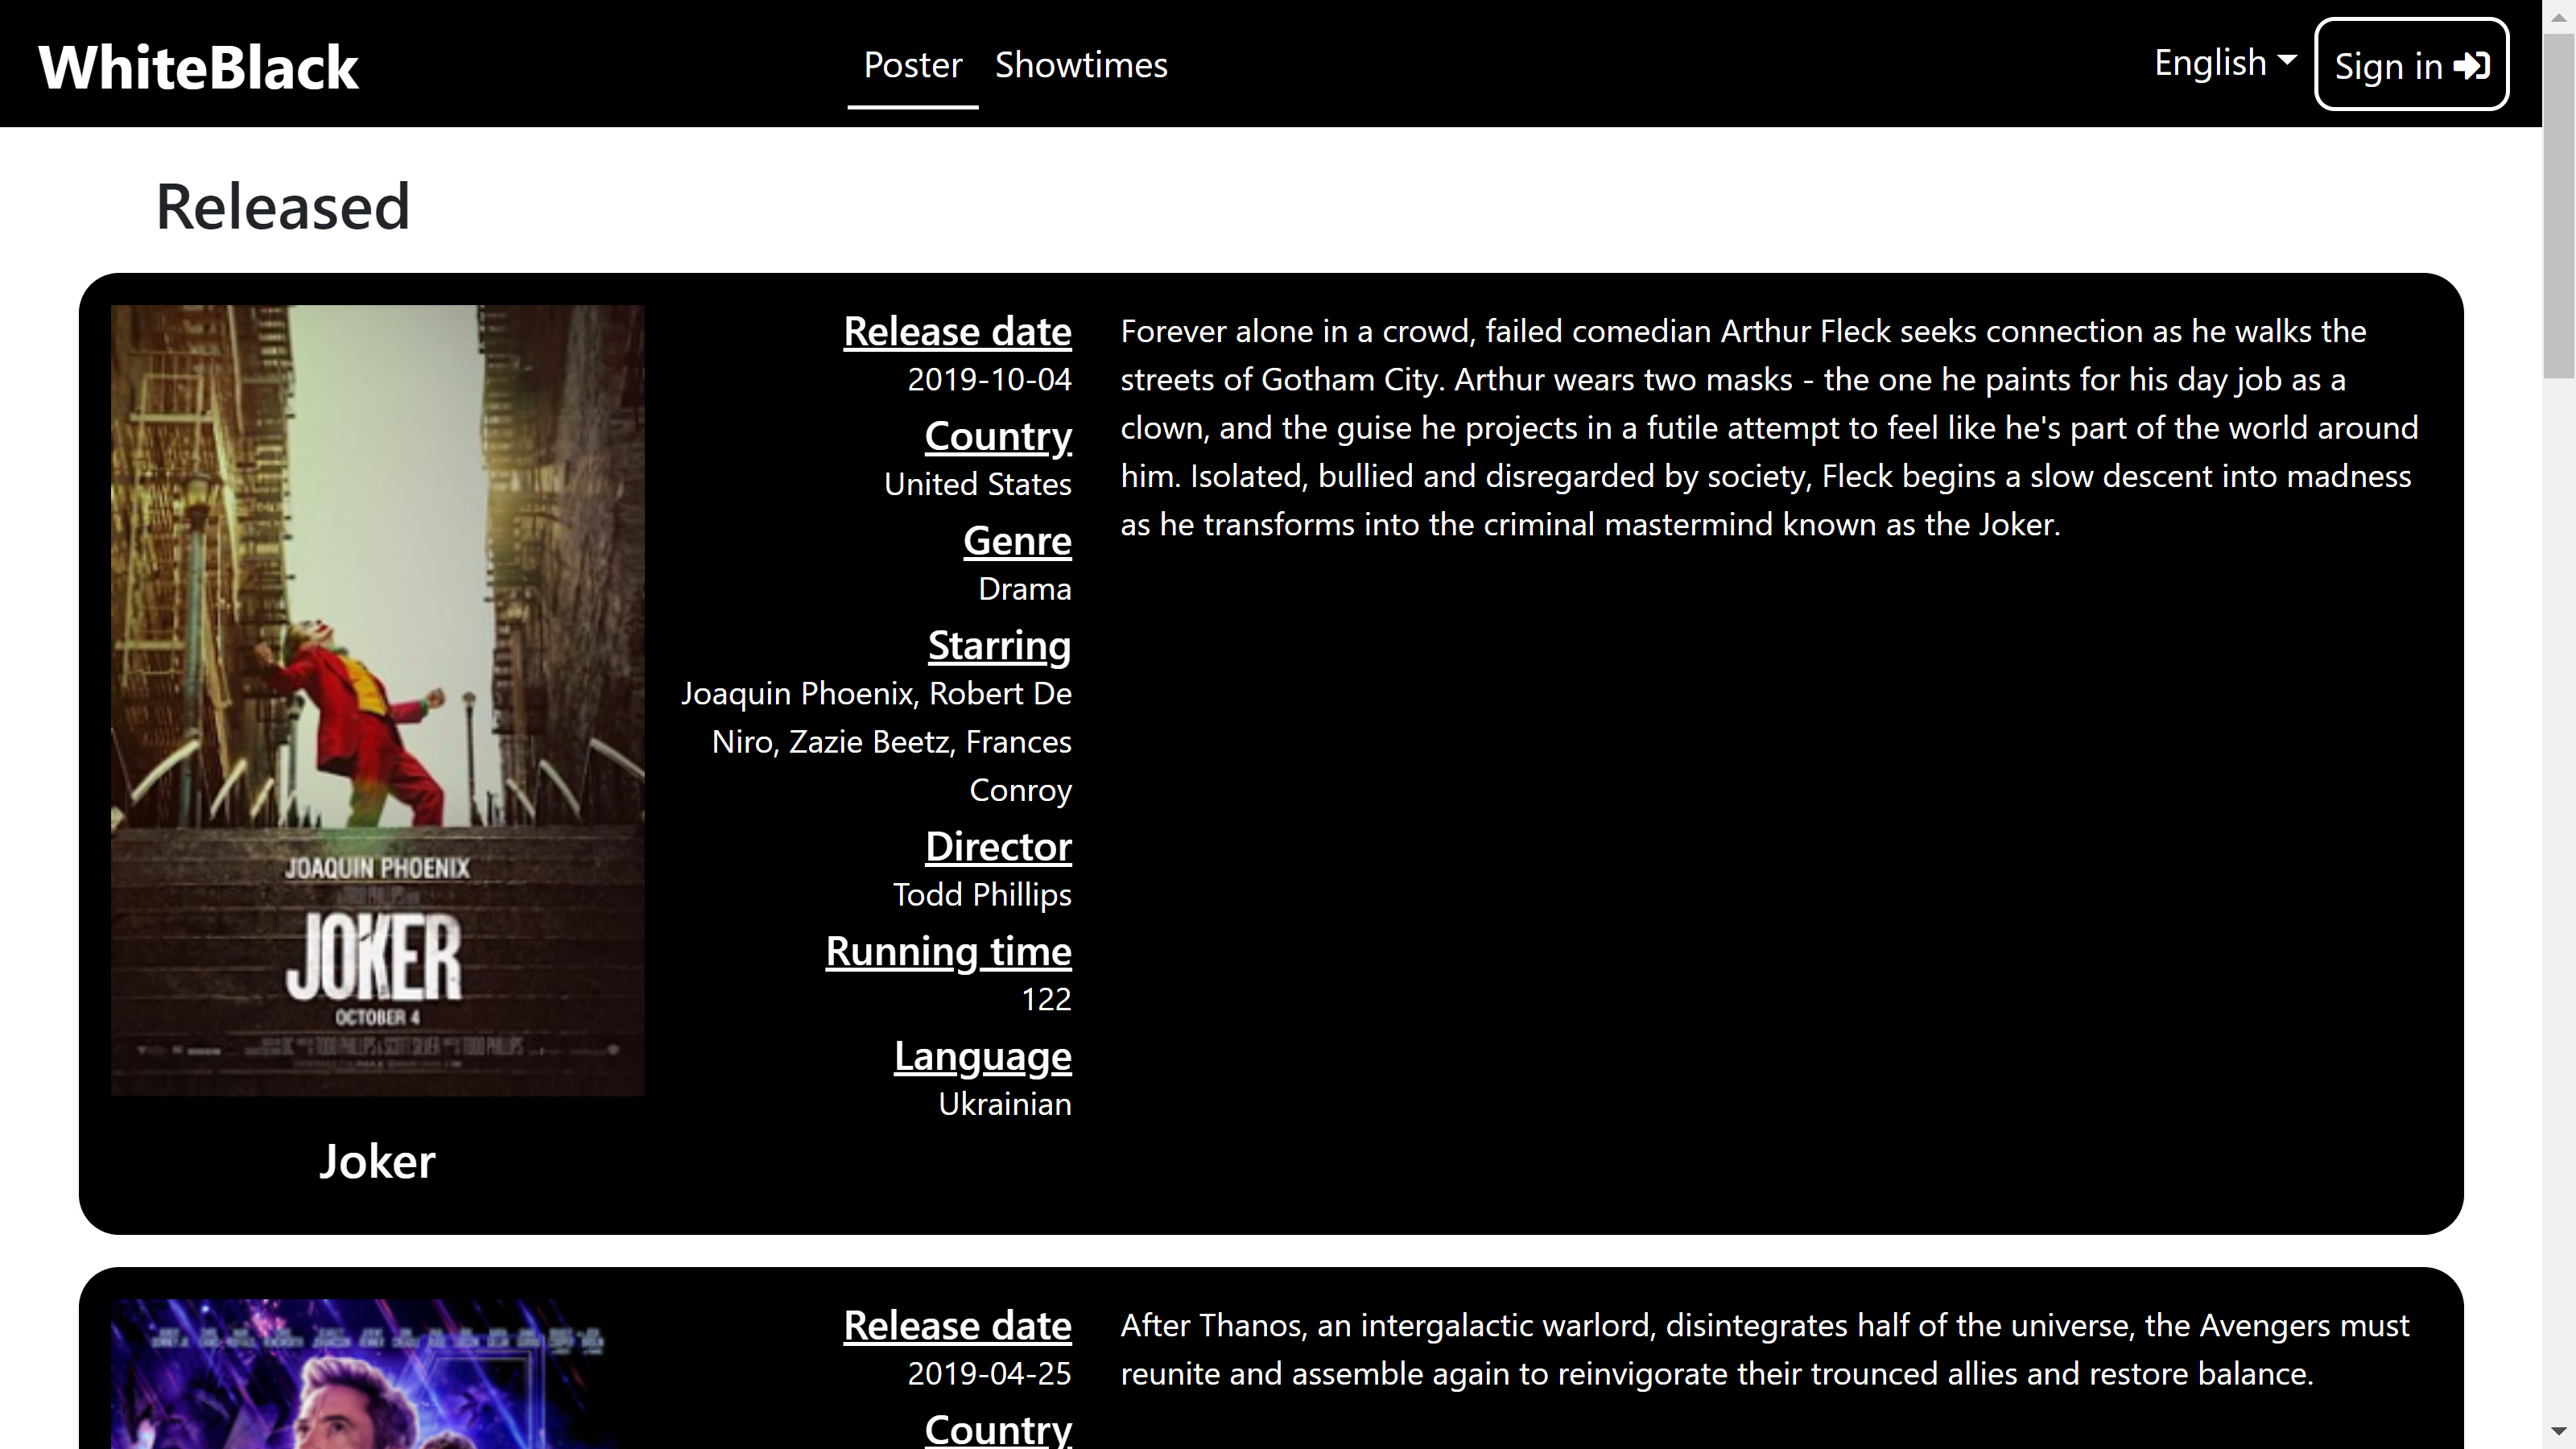 WhiteBlack
Poster
Showtimes
English
Sign in
Released
JOAQUIN PHOENIX
JOKER
OCTOBER 4
Joker
Release date
2019-10-04
Country
United States
Genre
Drama
Starring
Joaquin Phoenix, Robert De
Niro, Zazie Beetz, Frances
Conroy
Director
Todd Phillips
Running time
122
Language
Ukrainian
Forever alone in a crowd, failed comedian Arthur Fleck seeks connection as he walks the
streets of Gotham City. Arthur wears two masks - the one he paints for his day job as a
clown, and the guise he projects in a futile attempt to feel like he's part of the world around
him. Isolated, bullied and disregarded by society, Fleck begins a slow descent into madness
as he transforms into the criminal mastermind known as the Joker.
Release date
2019-04-25
Country
After Thanos, an intergalactic warlord, disintegrates half of the universe, the Avengers must
reunite and assemble again to reinvigorate their trounced allies and restore balance.